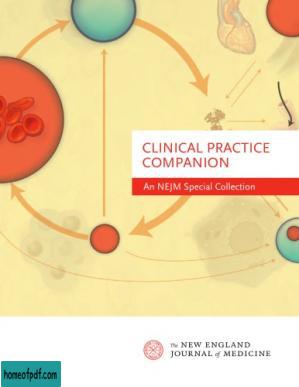 CLINICAL PRACTICE
COMPANION
An NEJM Special Collection
The NEW ENGLAND
JOURNAL of MEDICINE
homeofpdf.com